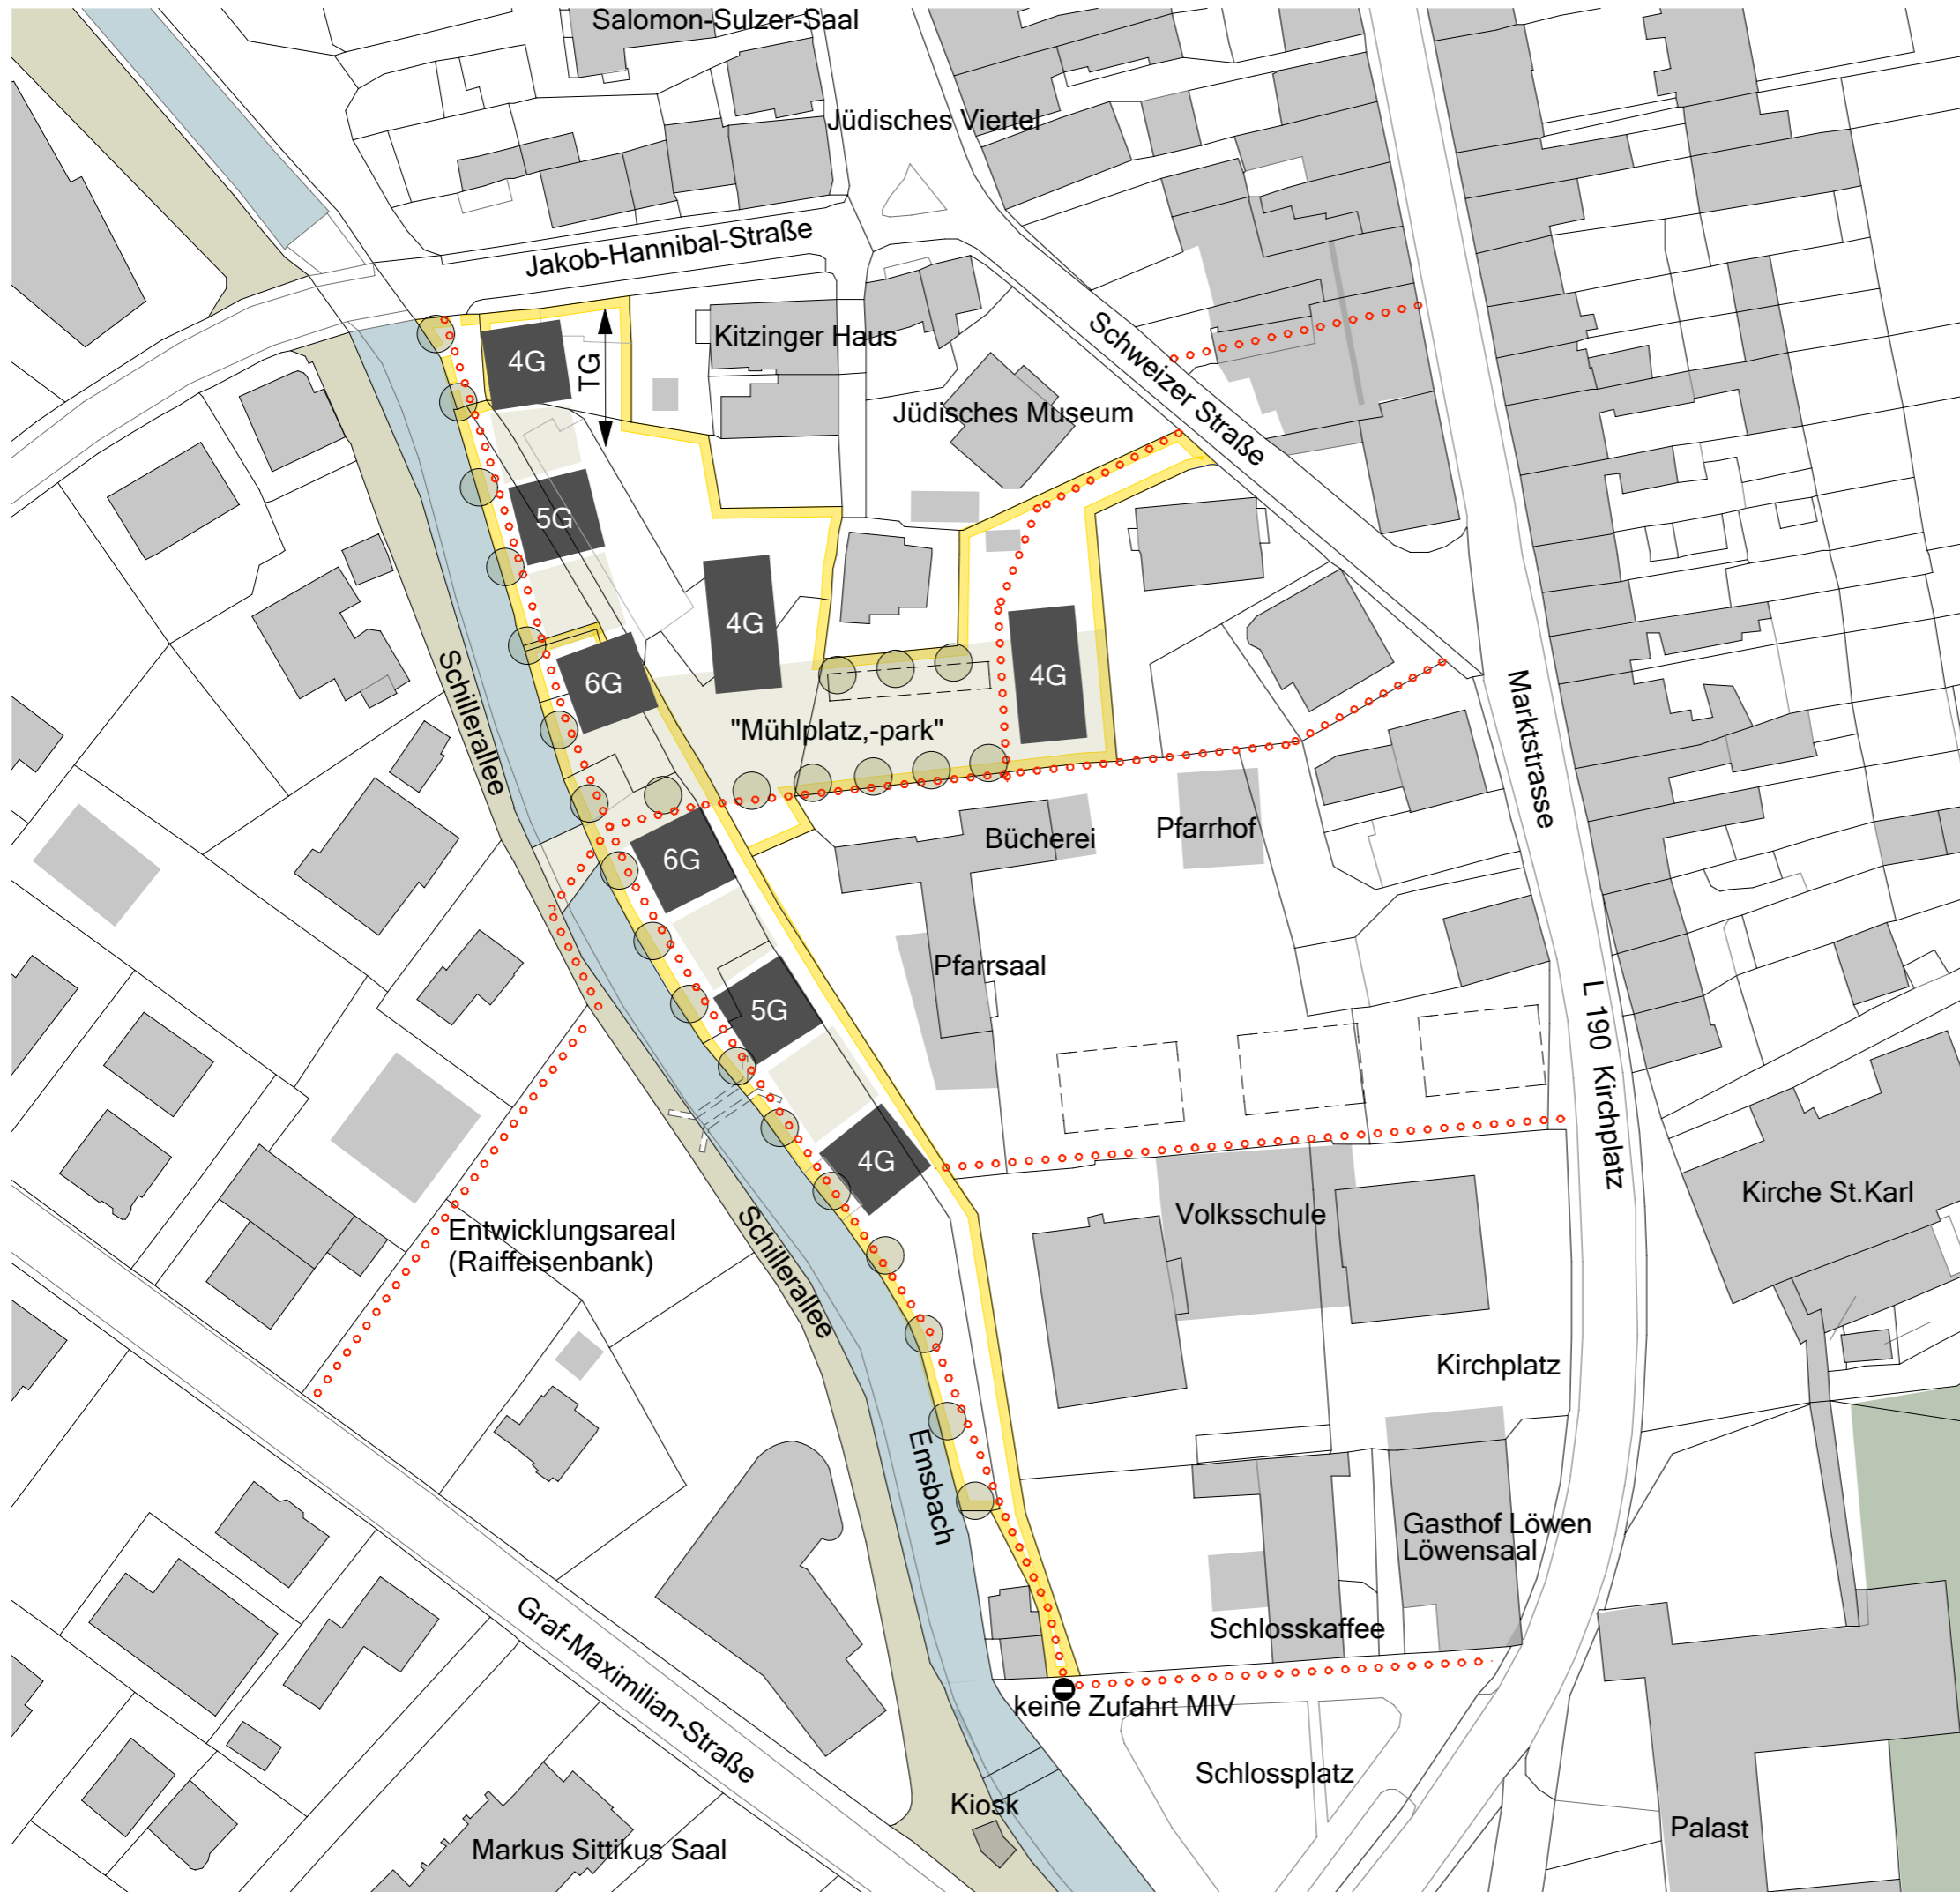 Salomon-Sulzer-Saal
Jüdisches Viertel
Jakob-Hannibal-Straße
Kitzinger Haus
4G
TG
Schweizer Straße
Jüdisches Museum
5G
4G
6G
4G
Schillerallee
"Mühlplatz,-park"
Marktstrasse
Bücherei
Pfarrhof
6G
Pfarrsaal
5G
L 190 Kirchplatz
4G
Volksschule
Kirche St.Karl
Entwicklungsareal
(Raiffeisenbank)
Schillerallee
Kirchplatz
Emsbach
Gasthof Löwen
Löwensaal
Graf-Maximilian-Straße
Schlosskaffee
keine Zufahrt MIV
Schlossplatz
Kiosk
Palast
Markus Sittikus Saal